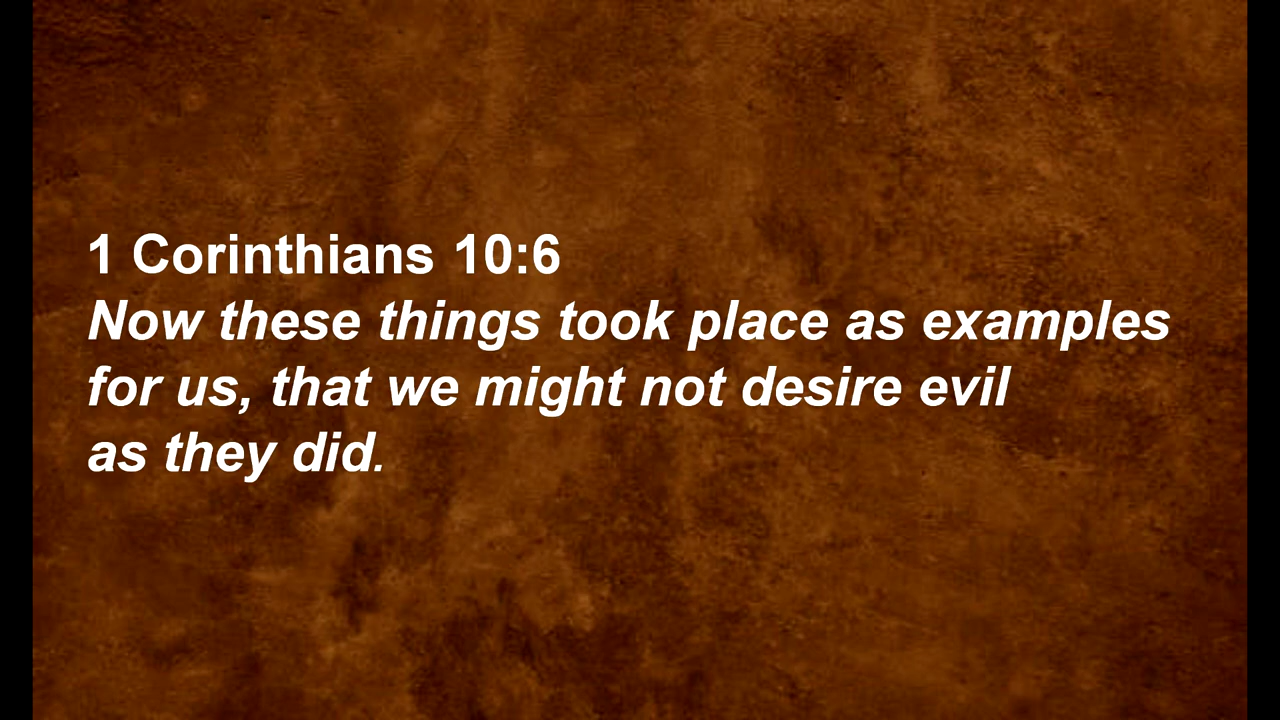 1 Corinthians 10:6
Now these things took place as examples
for us, that we might not desire evil
as they did.